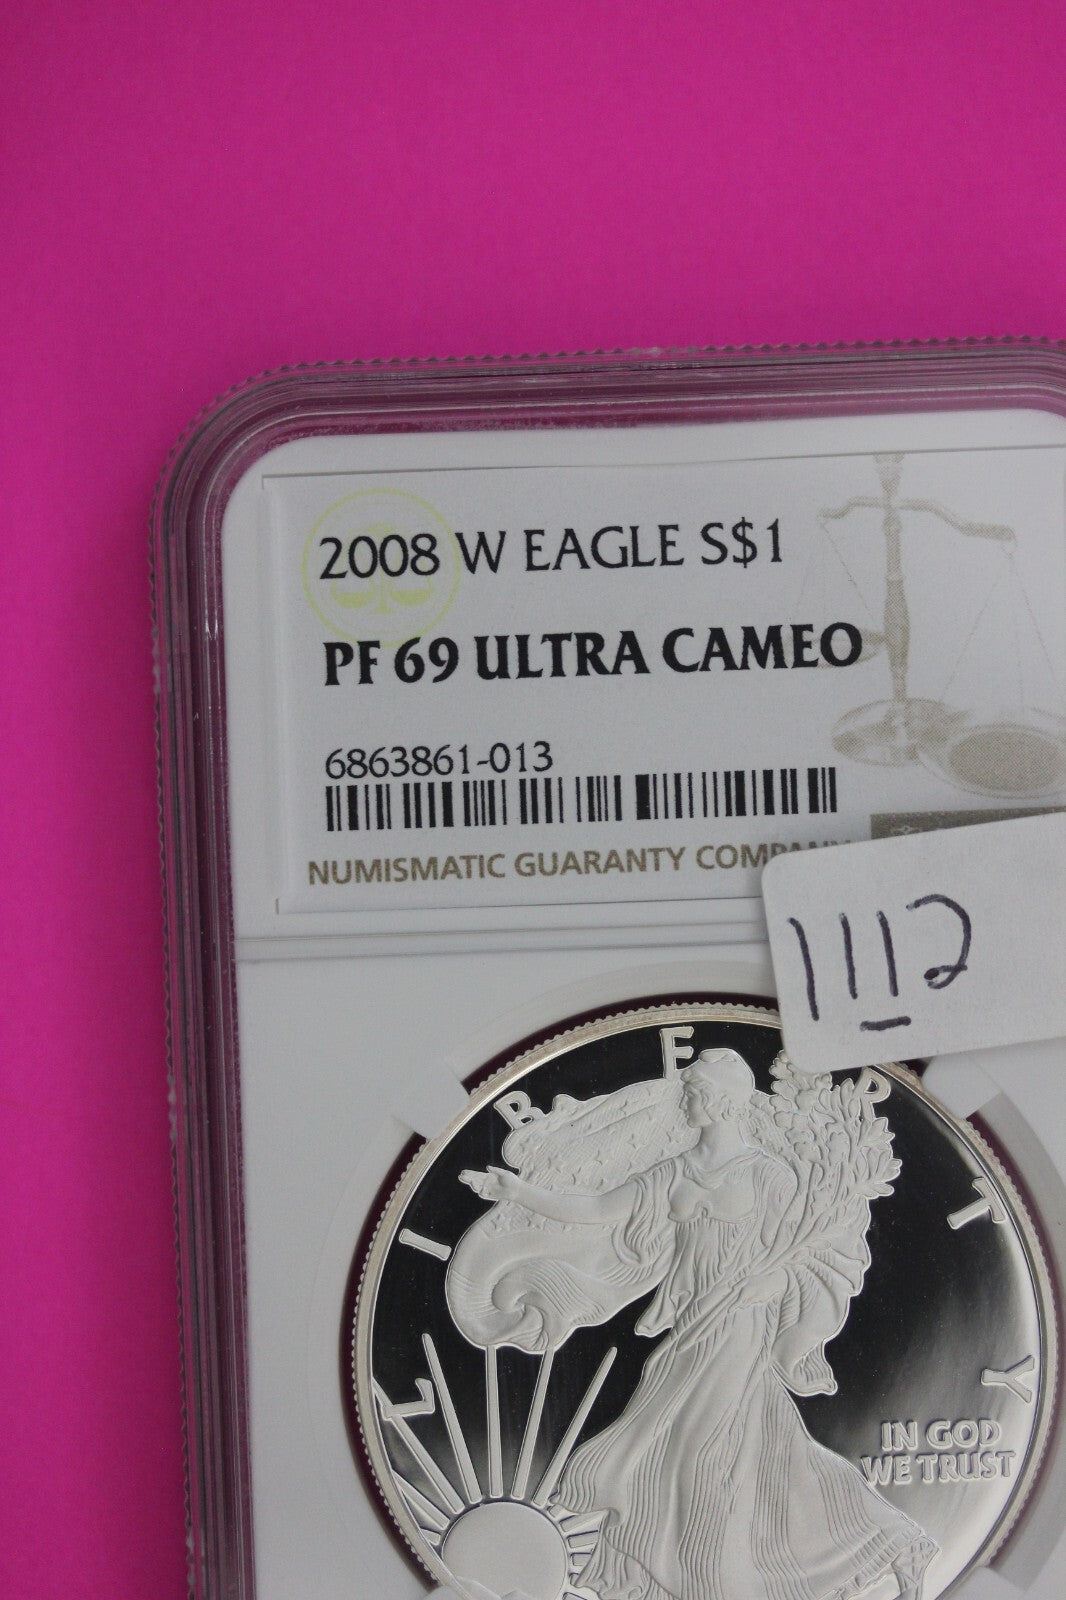 2008 W EAGLE S$1
PF 69 ULTRA CAMEO
6863861-013
NUMISMATIC GUARANTY COMPANY
1112
LIBERTY
IN GOD
WE TRUST